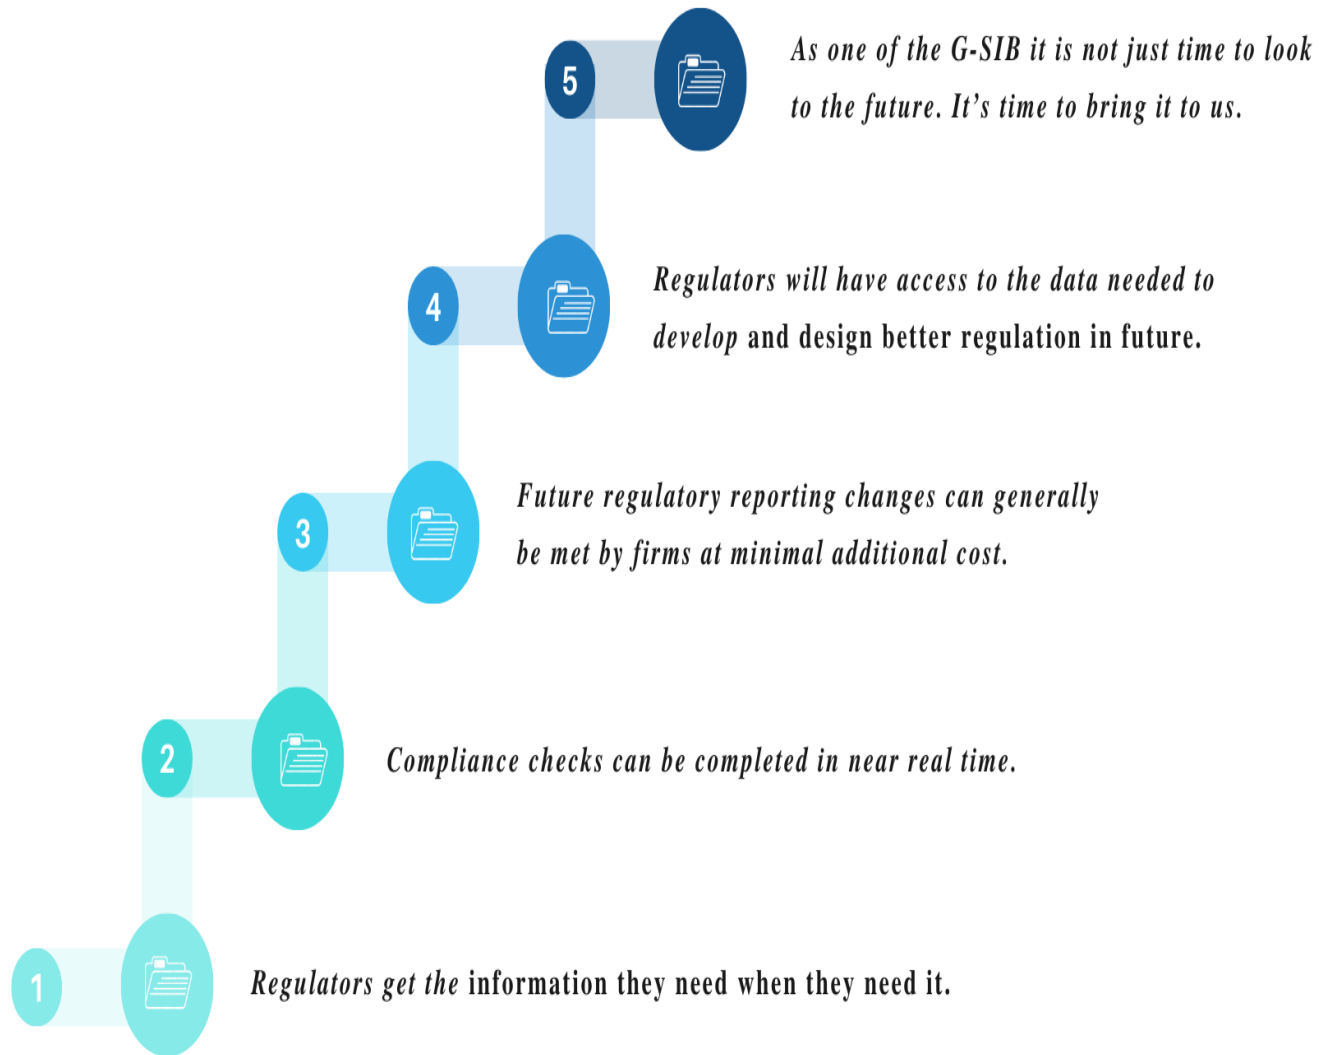 5
As one of the G-SIB it is not just time to look
to the future. It’s time to bring it to us.
4
Regulators will have access to the data needed to
develop and design better regulation in future.
3
Future regulatory reporting changes can generally
be met by firms at minimal additional cost.
2
Compliance checks can be completed in near real time.
1
Regulators get the information they need when they need it.